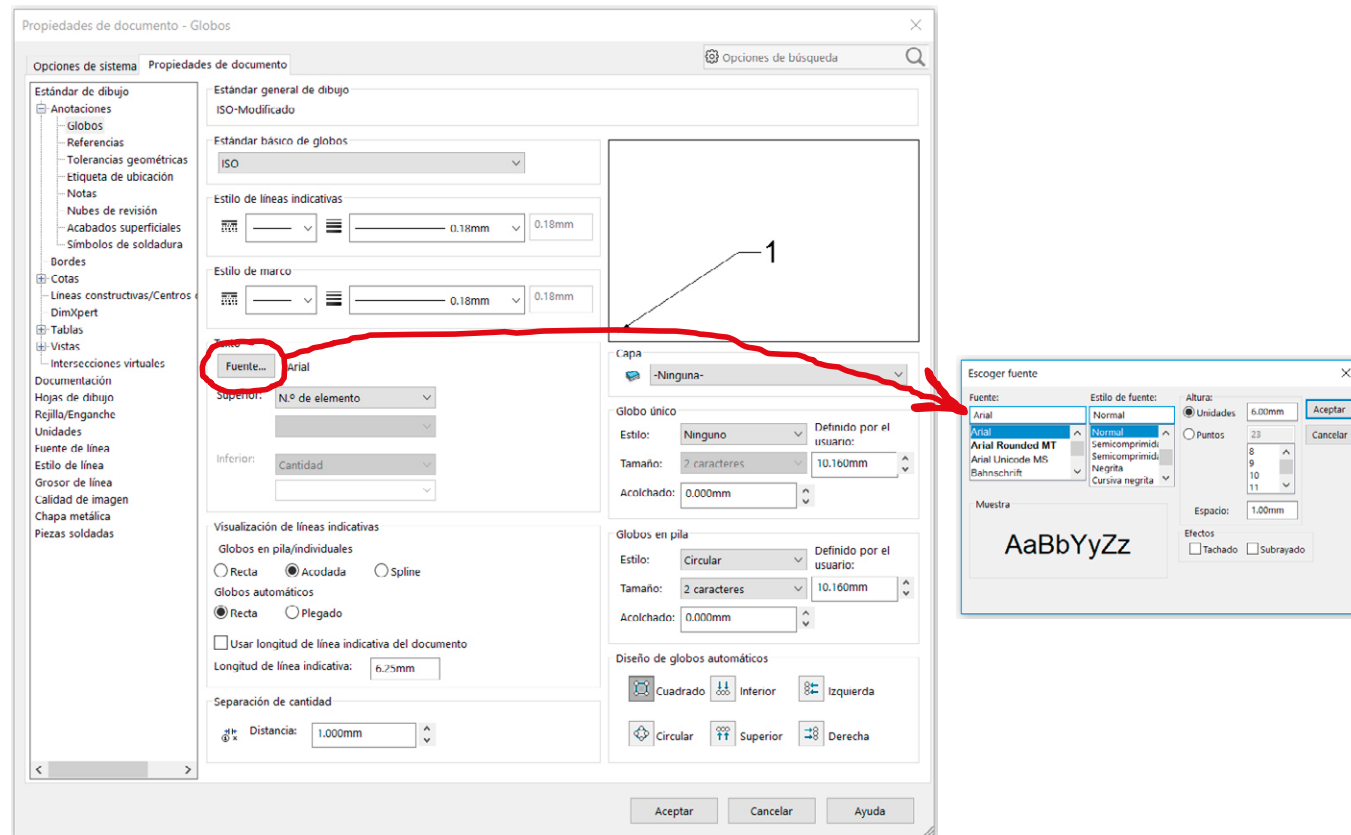 Propiedades de documento - Globos
Opciones de sistema
Propiedades de documento
Opciones de búsqueda
Estándar de dibujo
Anotaciones
Globos
Referencias
Tolerancias geométricas
Etiqueta de ubicación
Notas
Nubes de revisión
Acabados superficiales
Símbolos de soldadura
Bordes
Cotas
Líneas constructivas/Centros
DimXpert
Tablas
Vistas
Intersecciones virtuales
Documentación
Hojas de dibujo
Rejilla/Enganche
Unidades
Fuente de línea
Estilo de línea
Grosor de línea
Calidad de imagen
Chapa metálica
Piezas soldadas
Estándar general de dibujo
ISO-Modificado
Estándar básico de globos
ISO
Estilo de líneas indicativas
0.18mm
0.18mm
Estilo de marco
0.18mm
0.18mm
Texto
Fuente...
Arial
Superior:
N.º de elemento
Inferior:
Cantidad
Visualización de líneas indicativas
Globos en pila/individuales
Recta
Acodada
Spline
Globos automáticos
Recta
Plegado
Usar longitud de línea indicativa del documento
Longitud de línea indicativa:
6.25mm
Separación de cantidad
Distancia:
1.000mm
1
Capa
-Ninguna-
Globo único
Estilo:
Ninguno
Definido por el
usuario:
Tamaño:
2 caracteres
10.160mm
Acolchado:
0.000mm
Globos en pila
Estilo:
Circular
Definido por el
usuario:
Tamaño:
2 caracteres
10.160mm
Acolchado:
0.000mm
Diseño de globos automáticos
Cuadrado
Inferior
Izquierda
Circular
Superior
Derecha
Aceptar
Cancelar
Ayuda
Escoger fuente
Fuente:
Arial
Arial
Arial Rounded MT
Arial Unicode MS
Bahnschrift
Estilo de fuente:
Normal
Normal
Semicomprimida
Semicomprimida
Negrita
Cursiva negrita
Altura:
Unidades
6.00mm
Puntos
23
8
9
10
11
Espacio:
1.00mm
Aceptar
Cancelar
Muestra
AaBbYyZz
Efectos
Tachado
Subrayado